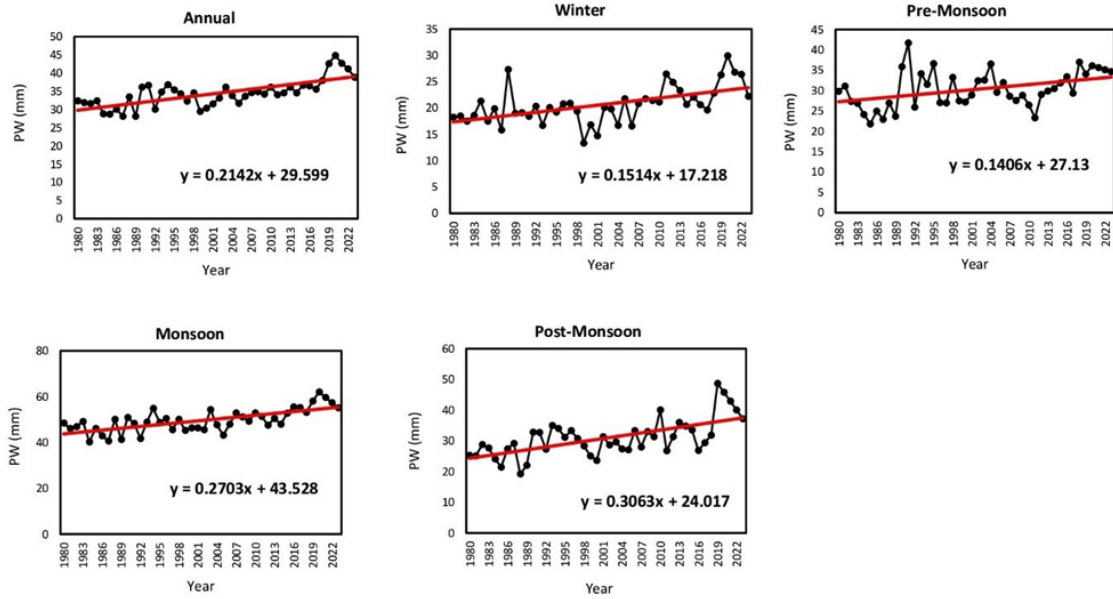 Annual
PW (mm)
50
45
40
35
30
25
20
15
10
5
0
y = 0.2142x + 29.599
1980 1983 1986 1989 1992 1995 1998 2001 2004 2007 2010 2013 2016 2019 2022
Year
Winter
PW (mm)
35
30
25
20
15
10
5
0
y = 0.1514x + 17.218
1980 1983 1986 1989 1992 1995 1998 2001 2004 2007 2010 2013 2016 2019 2022
Year
Pre-Monsoon
PW (mm)
45
40
35
30
25
20
15
10
5
0
y = 0.1406x + 27.13
1980 1983 1986 1989 1992 1995 1998 2001 2004 2007 2010 2013 2016 2019 2022
Year
Monsoon
PW (mm)
80
60
40
20
0
y = 0.2703x + 43.528
1980 1983 1986 1989 1992 1995 1998 2001 2004 2007 2010 2013 2016 2019 2022
Year
Post-Monsoon
PW (mm)
60
50
40
30
20
10
0
y = 0.3063x + 24.017
1980 1983 1986 1989 1992 1995 1998 2001 2004 2007 2010 2013 2016 2019 2022
Year